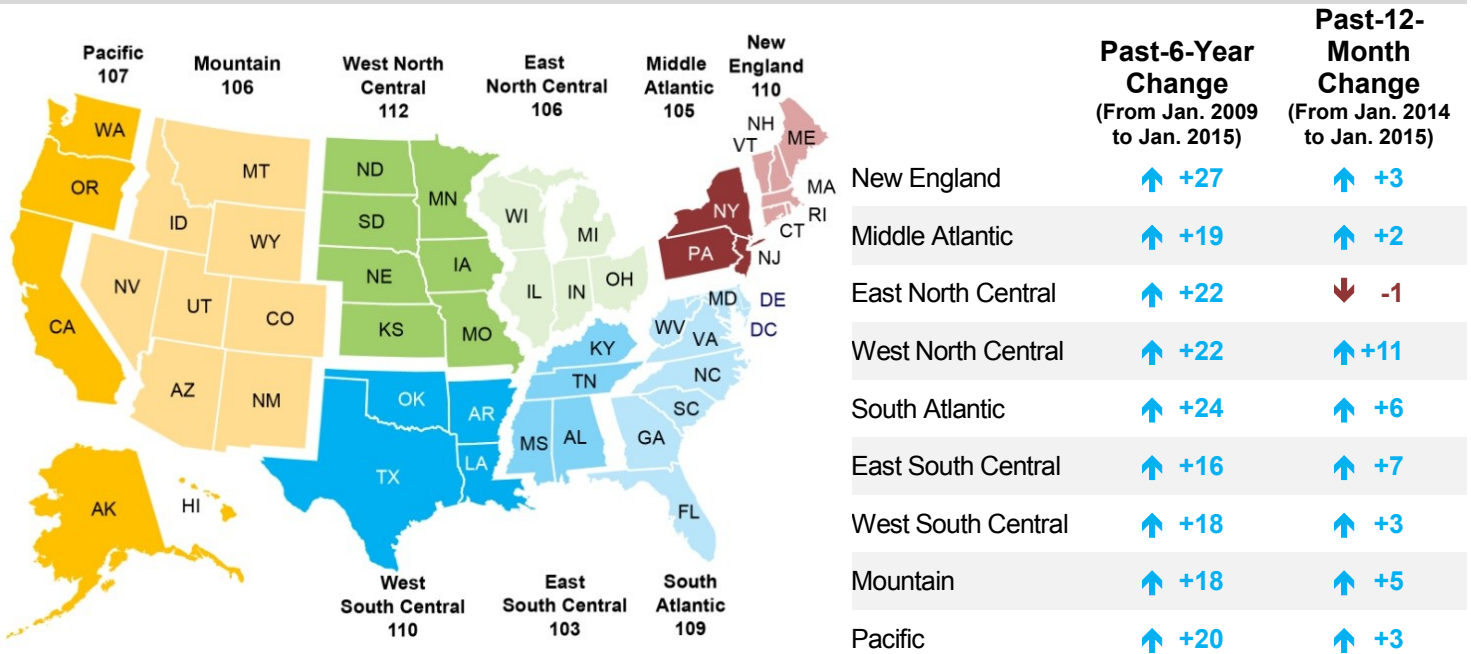 Pacific
107
Mountain
106
West North
Central
112
East
North Central
106
Middle
Atlantic
105
New
England
110
WA
OR
CA
AK
HI
MT
ID
WY
NV
UT
CO
AZ
NM
ND
SD
NE
KS
MN
IA
MO
WI
MI
IL
IN
OH
NY
PA
NJ
NH
VT
ME
MA
RI
CT
MD
DE
DC
WV
VA
NC
SC
GA
FL
KY
TN
MS
AL
OK
AR
TX
LA
West
South Central
110
East
South Central
103
South
Atlantic
109
Past-6-Year
Change
(From Jan. 2009
to Jan. 2015)
Past-12-
Month
Change
(From Jan. 2014
to Jan. 2015)
New England +27 +3
Middle Atlantic +19 +2
East North Central +22 -1
West North Central +22 +11
South Atlantic +24 +6
East South Central +16 +7
West South Central +18 +3
Mountain +18 +5
Pacific +20 +3